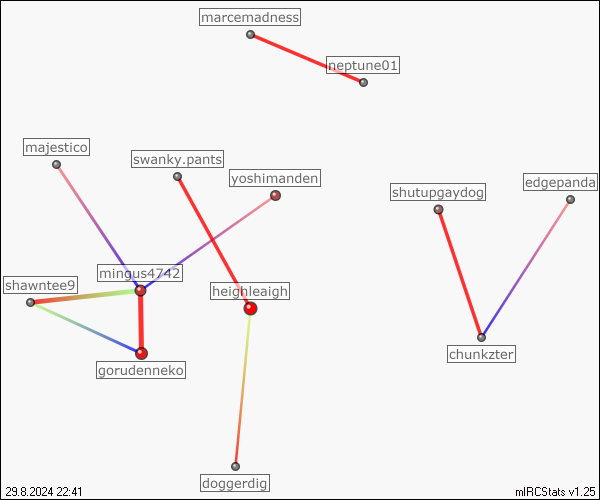 marcemadness
neptune01
majestico
swanky.pants
yoshimanden
shutupgaydog
edgepanda
mingus4742
shawntee9
heighleaigh
chunkzter
gorudenneko
doggerdig
29.8.2024 22:41
mIRCStats v1.25